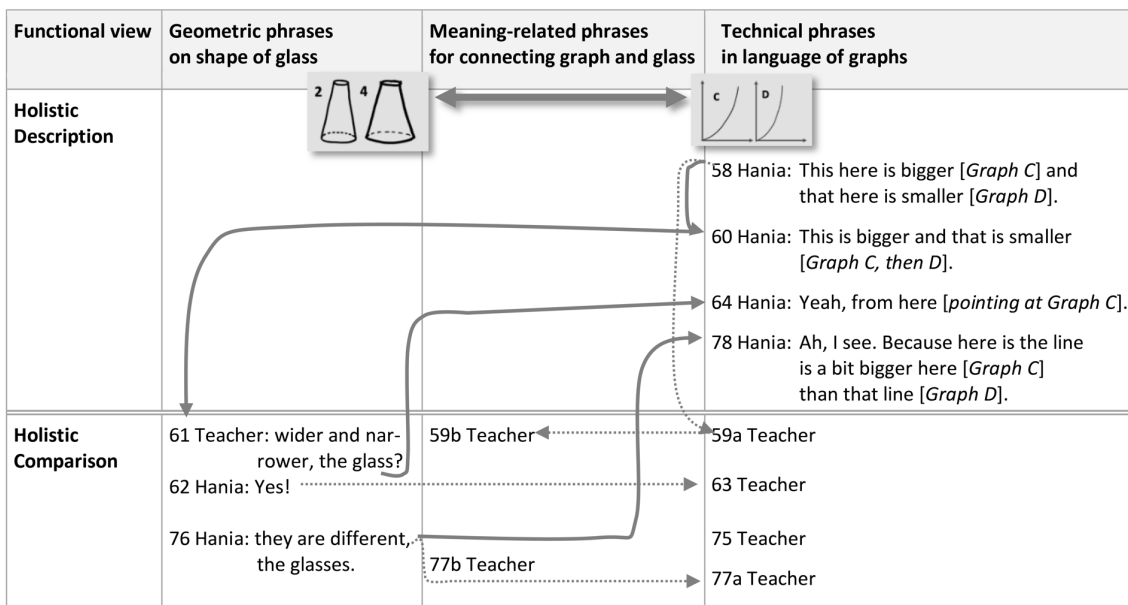 Functional view
Geometric phrases
on shape of glass
Meaning-related phrases
for connecting graph and glass
Technical phrases
in language of graphs
2 4
C D
Holistic
Description
58 Hania: This here is bigger [Graph C] and
that here is smaller [Graph D].
60 Hania: This is bigger and that is smaller
[Graph C, then D].
64 Hania: Yeah, from here [pointing at Graph C].
78 Hania: Ah, I see. Because here is the line
is a bit bigger here [Graph C]
than that line [Graph D].
Holistic
Comparison
61 Teacher: wider and nar-
rower, the glass?
59b Teacher
59a Teacher
62 Hania: Yes!
63 Teacher
76 Hania: they are different,
the glasses.
75 Teacher
77b Teacher
77a Teacher